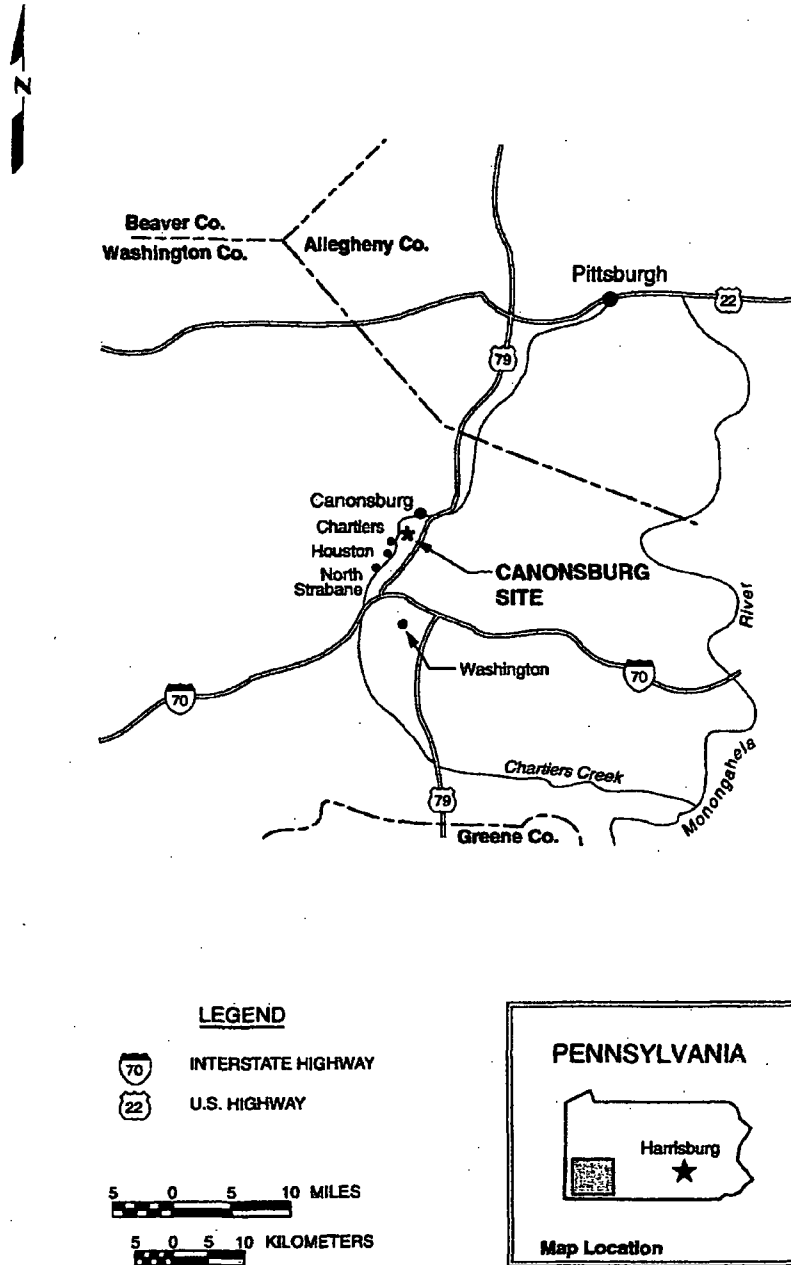 N
Beaver Co.
Washington Co.
Allegheny Co.
Pittsburgh
22
79
Canonsburg
Chartiers
Houston
North
Strabane
CANONSBURG
SITE
River
Washington
70
70
Chartiers Creek
79
Monongahela
Greene Co.
LEGEND
70 INTERSTATE HIGHWAY
22 U.S. HIGHWAY
5 0 5 10 MILES
5 0 5 10 KILOMETERS
PENNSYLVANIA
Harrisburg
Map Location